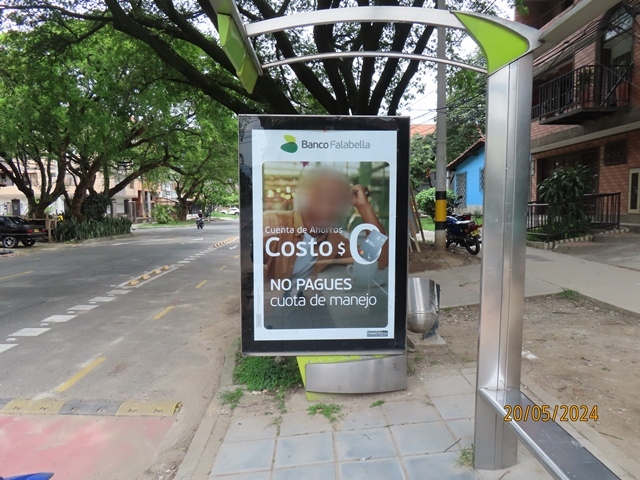 Banco Falabella
Cuenta de Ahorros
Costo $0
NO PAGUES
cuota de manejo
20/05/2024